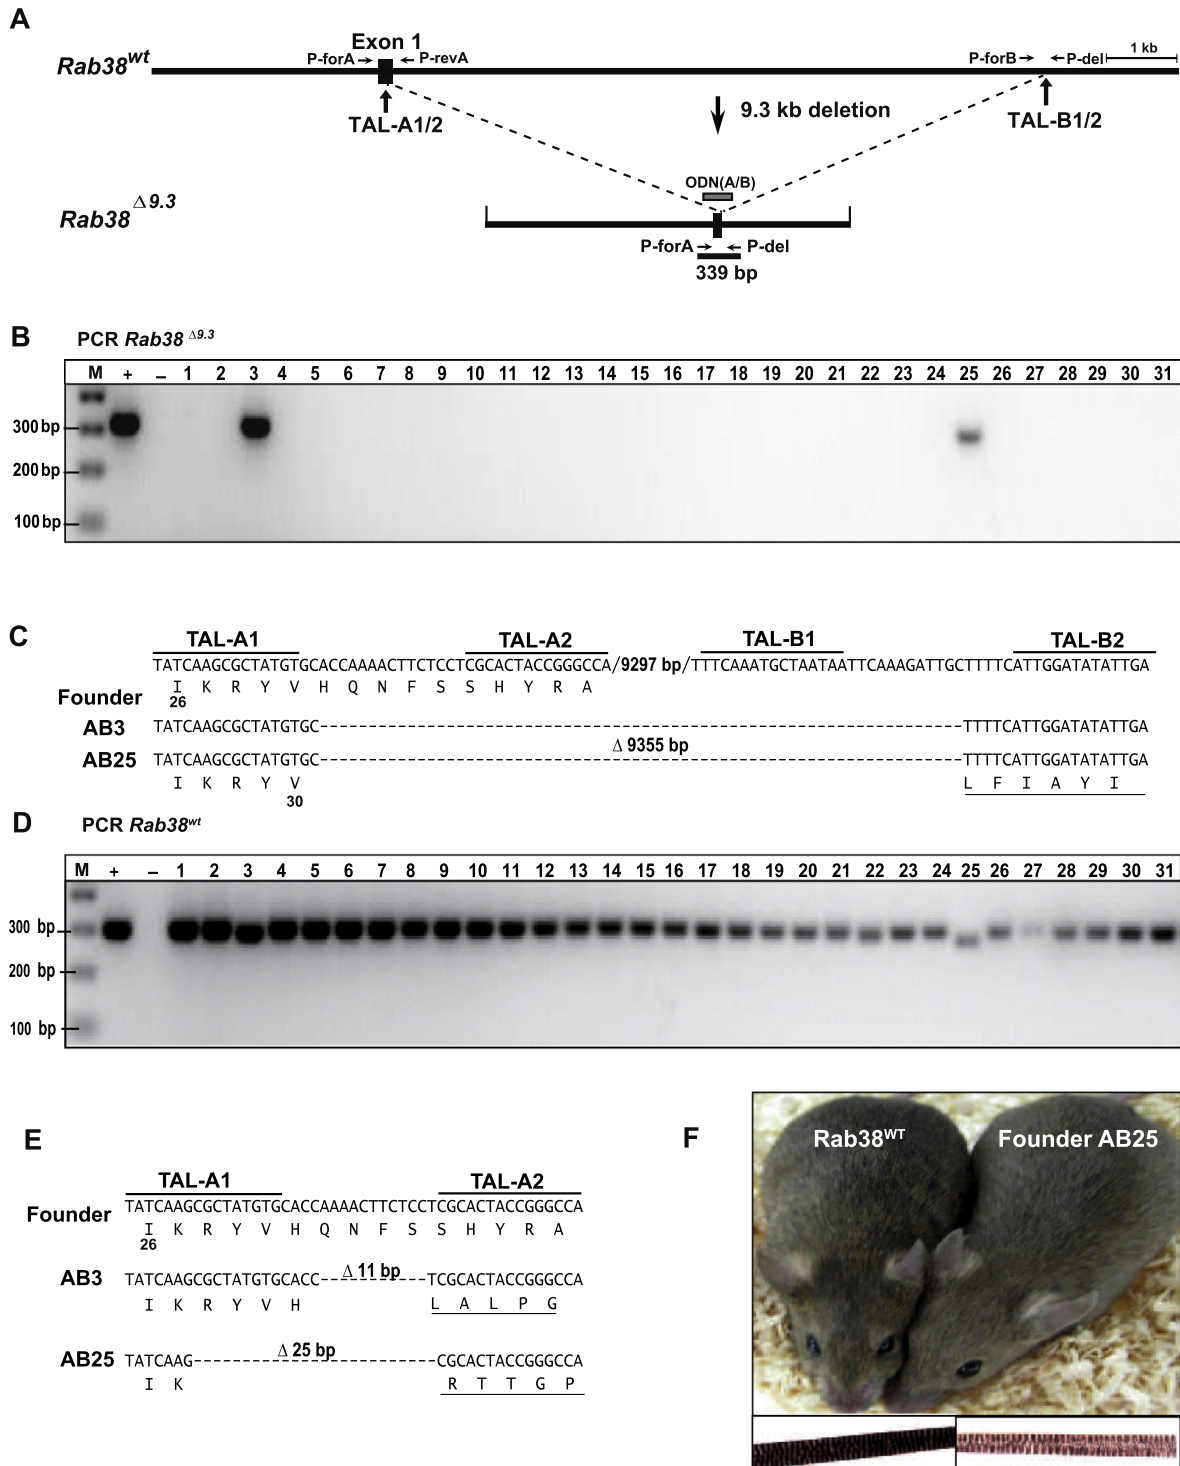 A
Exon 1
Rab38wt
P-forA
P-revA
P-forB
P-del
1 kb
TAL-A1/2
9.3 kb deletion
TAL-B1/2
ODN(A/B)
Rab38Δ9.3
P-forA
P-del
339 bp
B
PCR Rab38 Δ9.3
M + – 1 2 3 4 5 6 7 8 9 10 11 12 13 14 15 16 17 18 19 20 21 22 23 24 25 26 27 28 29 30 31
300 bp
200 bp
100 bp
C
TAL-A1 TAL-A2 TAL-B1 TAL-B2
TATCAAGCGCTATGTGCACCAAAACTTCTCCTCGCACTACCGGGCCA/9297 bp/TTTCAAATGCTAATAATTCAAAGATTGCTTTTCATTGGATATATTGA
I K R Y V H Q N F S S H Y R A
Founder
26
AB3 TATCAAGCGCTATGTGC TTTTCATTGGATATATTGA
Δ 9355 bp
AB25 TATCAAGCGCTATGTGC TTTTCATTGGATATATTGA
I K R Y V L F I A Y I
30
D
PCR Rab38wt
M + – 1 2 3 4 5 6 7 8 9 10 11 12 13 14 15 16 17 18 19 20 21 22 23 24 25 26 27 28 29 30 31
300 bp
200 bp
100 bp
E
TAL-A1 TAL-A2
Founder TATCAAGCGCTATGTGCACCAAAACTTCTCCTCGCACTACCGGGCCA
I K R Y V H Q N F S S H Y R A
26
AB3 TATCAAGCGCTATGTGCACC Δ 11 bp TCGCACTACCGGGCCA
I K R Y V H L A L P G
AB25 TATCAAG Δ 25 bp CGCACTACCGGGCCA
I K R T T G P
F
Rab38WT
Founder AB25